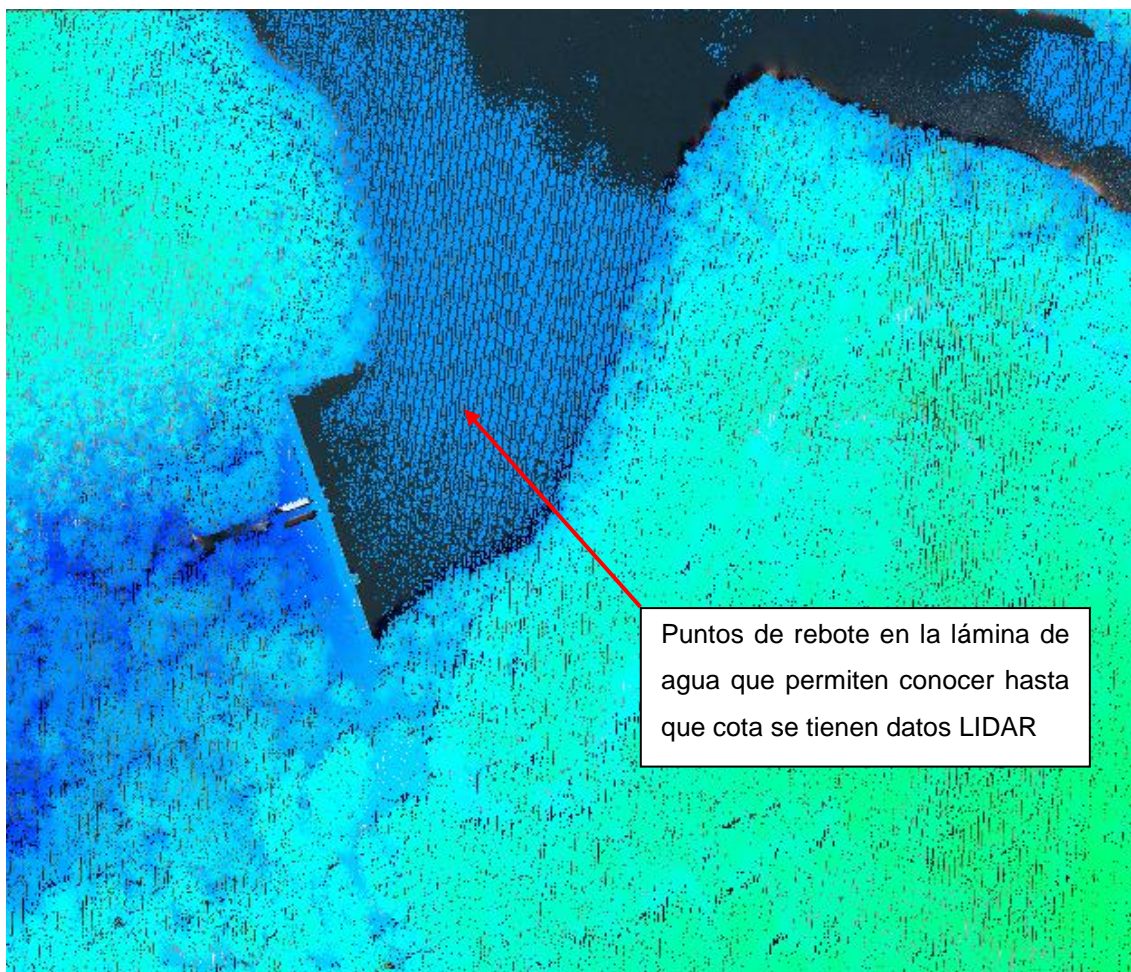 Puntos de rebote en la lámina de
agua que permiten conocer hasta
que cota se tienen datos LIDAR